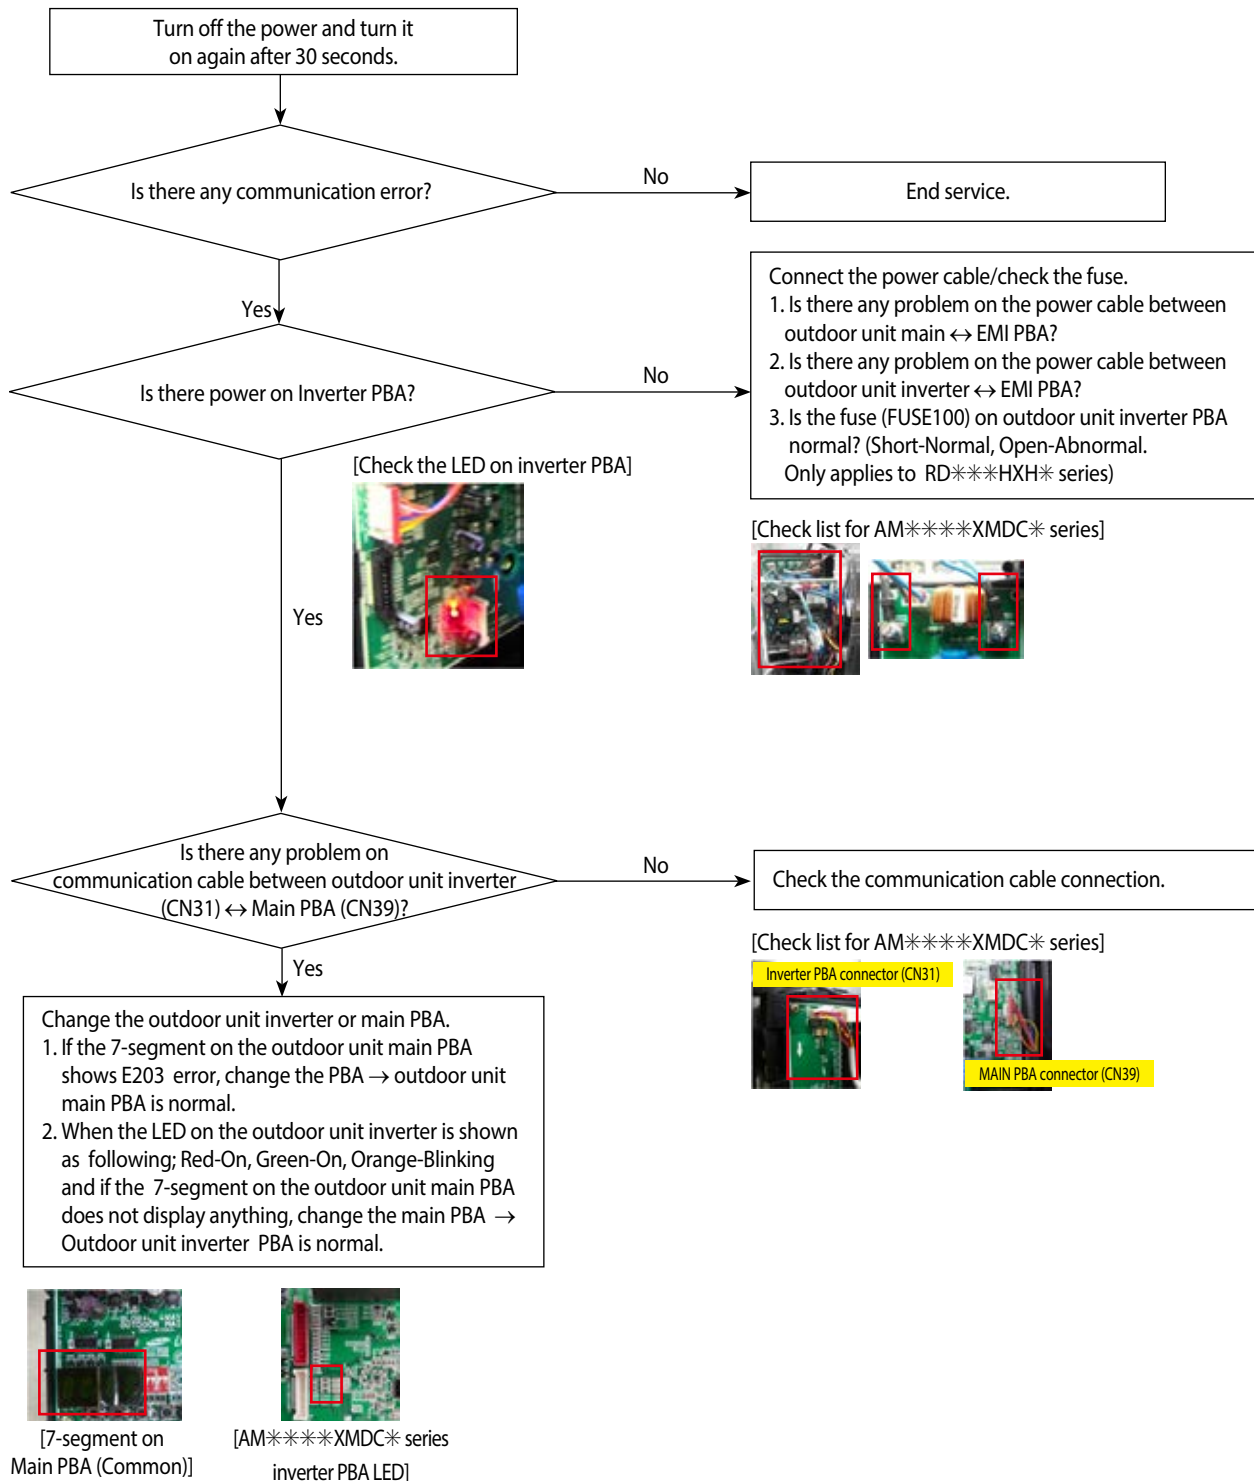 Turn off the power and turn it
on again after 30 seconds.
Is there any communication error?
No
End service.
Yes
Is there power on Inverter PBA?
No
Connect the power cable/check the fuse.
1. Is there any problem on the power cable between
outdoor unit main ↔ EMI PBA?
2. Is there any problem on the power cable between
outdoor unit inverter ↔ EMI PBA?
3. Is the fuse (FUSE100) on outdoor unit inverter PBA
normal? (Short-Normal, Open-Abnormal.
Only applies to RD✳✳✳HXH✳ series)
[Check the LED on inverter PBA]
[Check list for AM✳✳✳✳XMDC✳ series]
Yes
Is there any problem on
communication cable between outdoor unit inverter
(CN31) ↔ Main PBA (CN39)?
No
Check the communication cable connection.
[Check list for AM✳✳✳✳XMDC✳ series]
Inverter PBA connector (CN31)
MAIN PBA connector (CN39)
Yes
Change the outdoor unit inverter or main PBA.
1. If the 7-segment on the outdoor unit main PBA
shows E203 error, change the PBA → outdoor unit
main PBA is normal.
2. When the LED on the outdoor unit inverter is shown
as following; Red-On, Green-On, Orange-Blinking
and if the 7-segment on the outdoor unit main PBA
does not display anything, change the main PBA →
Outdoor unit inverter PBA is normal.
[7-segment on
Main PBA (Common)]
[AM✳✳✳✳XMDC✳ series
inverter PBA LED]